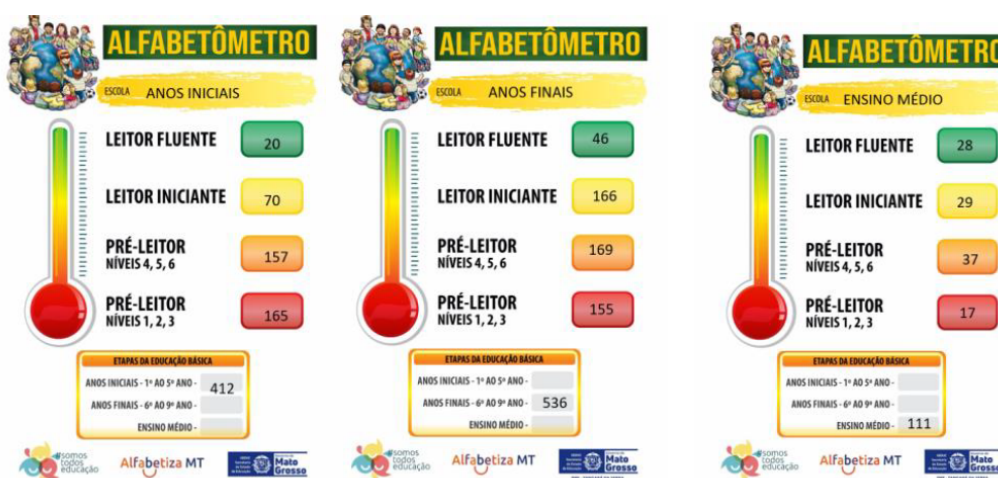 ALFABETÔMETRO
ESCOLA ANOS INICIAIS
LEITOR FLUENTE 20
LEITOR INICIANTE 70
PRÉ-LEITOR
NÍVEIS 4, 5, 6 157
PRÉ-LEITOR
NÍVEIS 1, 2, 3 165
ETAPAS DA EDUCAÇÃO BÁSICA
ANOS INICIAIS - 1º AO 5º ANO - 412
ANOS FINAIS - 6º AO 9º ANO -
ENSINO MÉDIO -
#somos
todos
educação
Alfabetiza MT
Mato
Grosso
ALFABETÔMETRO
ESCOLA ANOS FINAIS
LEITOR FLUENTE 46
LEITOR INICIANTE 166
PRÉ-LEITOR
NÍVEIS 4, 5, 6 169
PRÉ-LEITOR
NÍVEIS 1, 2, 3 155
ETAPAS DA EDUCAÇÃO BÁSICA
ANOS INICIAIS - 1º AO 5º ANO -
ANOS FINAIS - 6º AO 9º ANO - 536
ENSINO MÉDIO -
#somos
todos
educação
Alfabetiza MT
Mato
Grosso
ALFABETÔMETRO
ESCOLA ENSINO MÉDIO
LEITOR FLUENTE 28
LEITOR INICIANTE 29
PRÉ-LEITOR
NÍVEIS 4, 5, 6 37
PRÉ-LEITOR
NÍVEIS 1, 2, 3 17
ETAPAS DA EDUCAÇÃO BÁSICA
ANOS INICIAIS - 1º AO 5º ANO -
ANOS FINAIS - 6º AO 9º ANO -
ENSINO MÉDIO - 111
#somos
todos
educação
Alfabetiza MT
Mato
Grosso